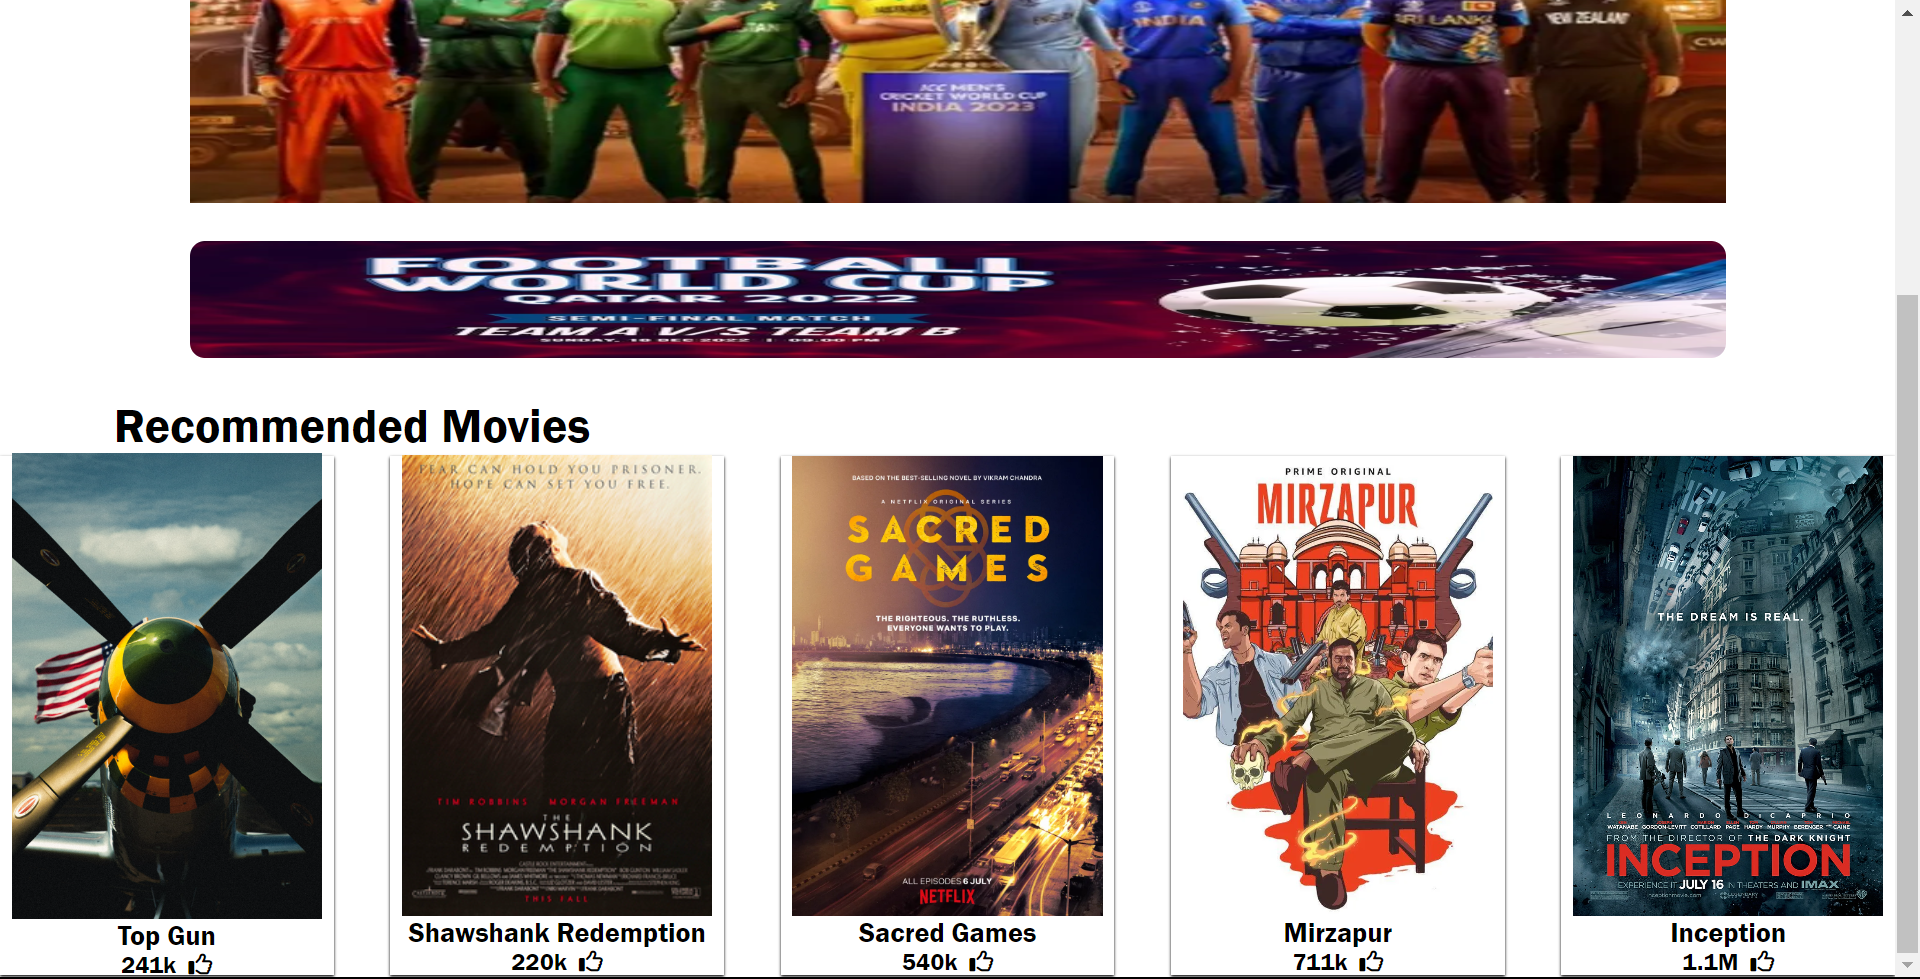 INDIA
SRI LANKA
NEW ZEALAND
ICC MEN'S
CRICKET WORLD CUP
INDIA 2023
FOOTBALL
WORLD CUP
QATAR 2022
SEMI-FINAL MATCH
TEAM A V/S TEAM B
SUNDAY, 18 DEC 2022 | 09:00 PM
Recommended Movies
FEAR CAN HOLD YOU PRISONER.
HOPE CAN SET YOU FREE.
TIM ROBBINS MORGAN FREEMAN
THE
SHAWSHANK
REDEMPTION
THIS FALL
BASED ON THE BEST-SELLING NOVEL BY VIKRAM CHANDRA
A NETFLIX ORIGINAL SERIES
SACRED
GAMES
THE RIGHTEOUS. THE RUTHLESS.
EVERYONE WANTS TO PLAY.
ALL EPISODES 6 JULY
NETFLIX
PRIME ORIGINAL
MIRZAPUR
THE DREAM IS REAL.
LEONARDO DiCAPRIO
WATANABE GORDON-LEVITT COTILLARD PAGE HARDY MURPHY BERENGER CAINE
FROM THE DIRECTOR OF THE DARK KNIGHT
INCEPTION
EXPERIENCE IT JULY 16 IN THEATERS AND IMAX
Top Gun
241k
Shawshank Redemption
220k
Sacred Games
540k
Mirzapur
711k
Inception
1.1M